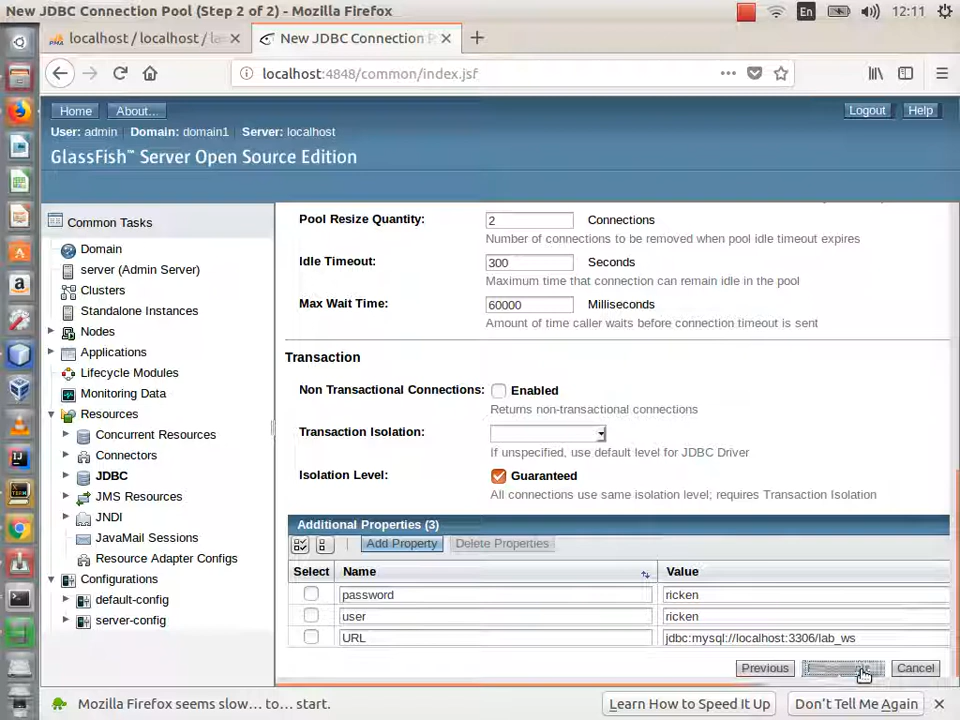 New JDBC Connection Pool (Step 2 of 2) - Mozilla Firefox
En
12:11
localhost / localhost / la
New JDBC Connection
localhost:4848/common/index.jsf
Home
About...
Logout
Help
User: admin Domain: domain1 Server: localhost
GlassFish™ Server Open Source Edition
Common Tasks
Domain
server (Admin Server)
Clusters
Standalone Instances
Nodes
Applications
Lifecycle Modules
Monitoring Data
Resources
Concurrent Resources
Connectors
JDBC
JMS Resources
JNDI
JavaMail Sessions
Resource Adapter Configs
Configurations
default-config
server-config
Pool Resize Quantity: 2 Connections
Number of connections to be removed when pool idle timeout expires
Idle Timeout: 300 Seconds
Maximum time that connection can remain idle in the pool
Max Wait Time: 60000 Milliseconds
Amount of time caller waits before connection timeout is sent
Transaction
Non Transactional Connections: Enabled
Returns non-transactional connections
Transaction Isolation:
If unspecified, use default level for JDBC Driver
Isolation Level: Guaranteed
All connections use same isolation level; requires Transaction Isolation
Additional Properties (3)
Add Property Delete Properties
Select Name Value
password ricken
user ricken
URL jdbc:mysql://localhost:3306/lab_ws
Previous Cancel
Mozilla Firefox seems slow... to... start.
Learn How to Speed It Up
Don't Tell Me Again